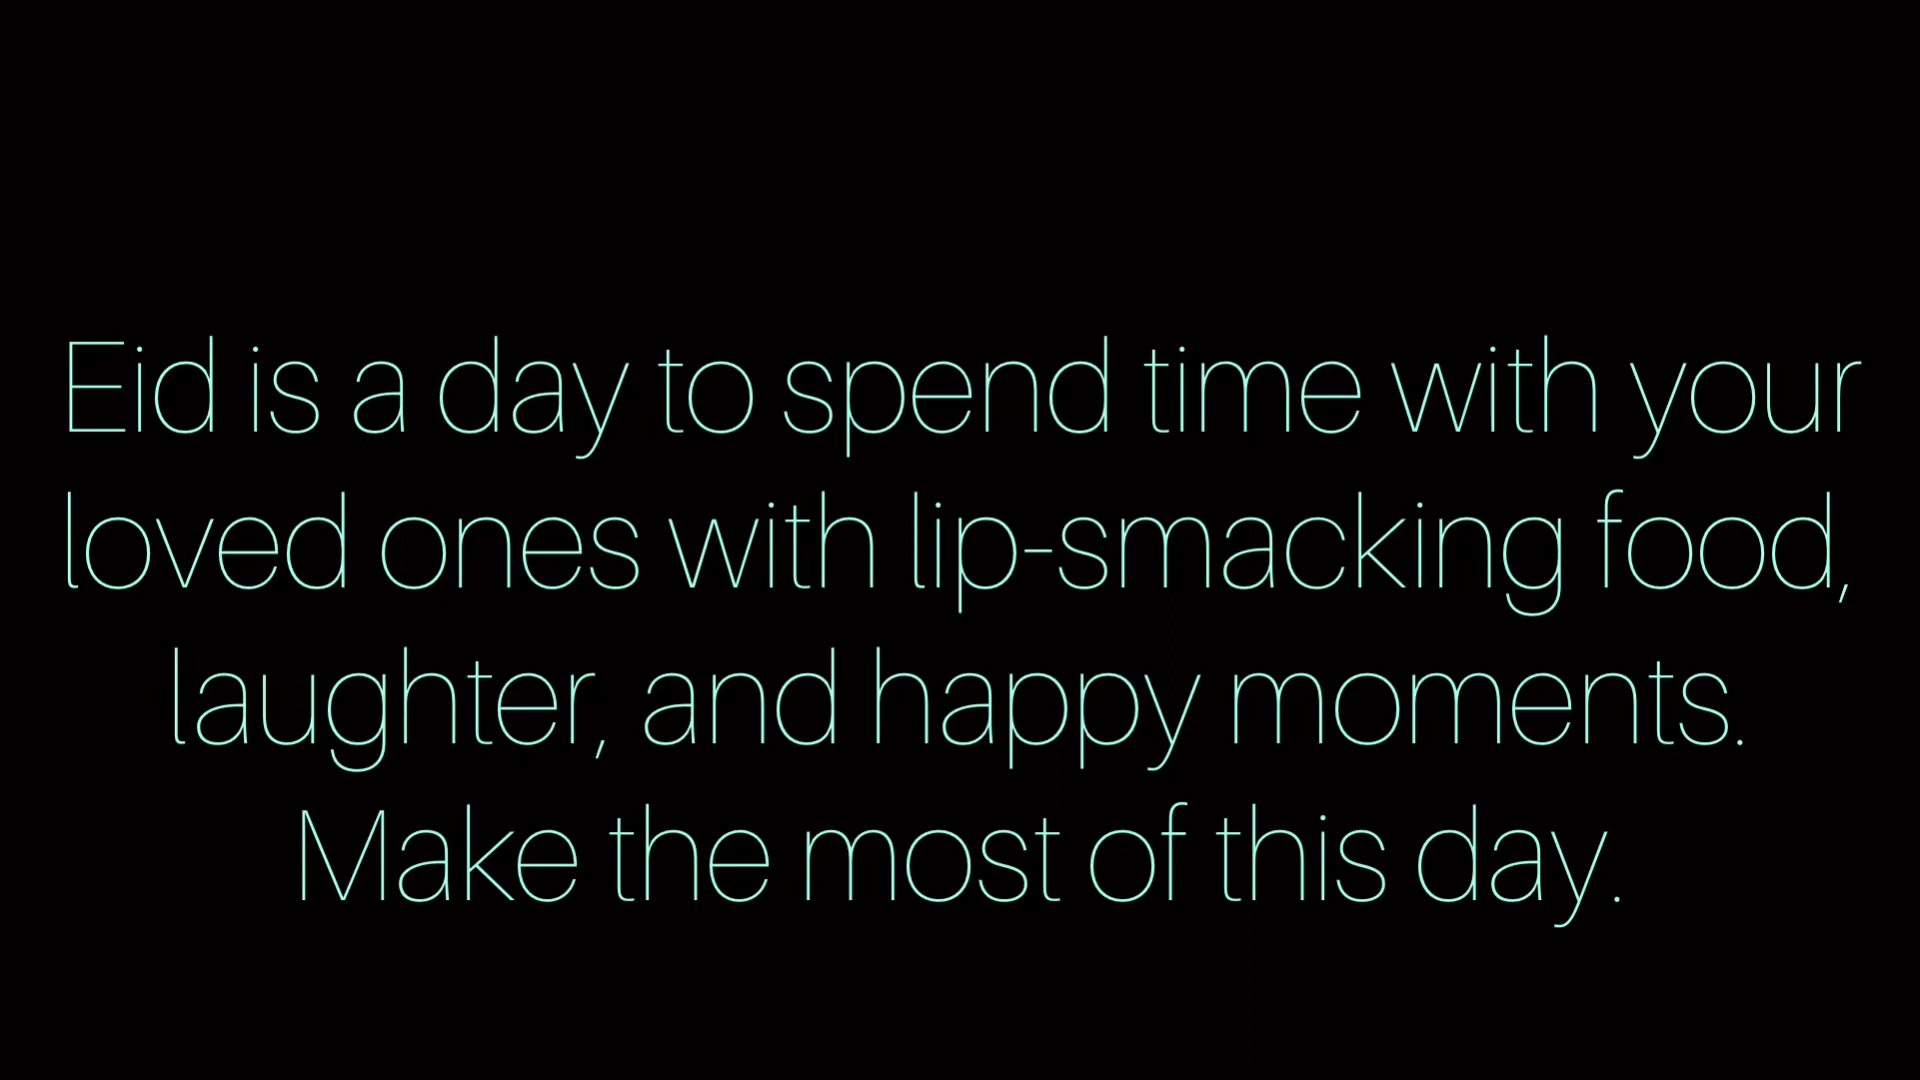 Eid is a day to spend time with your
loved ones with lip-smacking food,
laughter, and happy moments.
Make the most of this day.